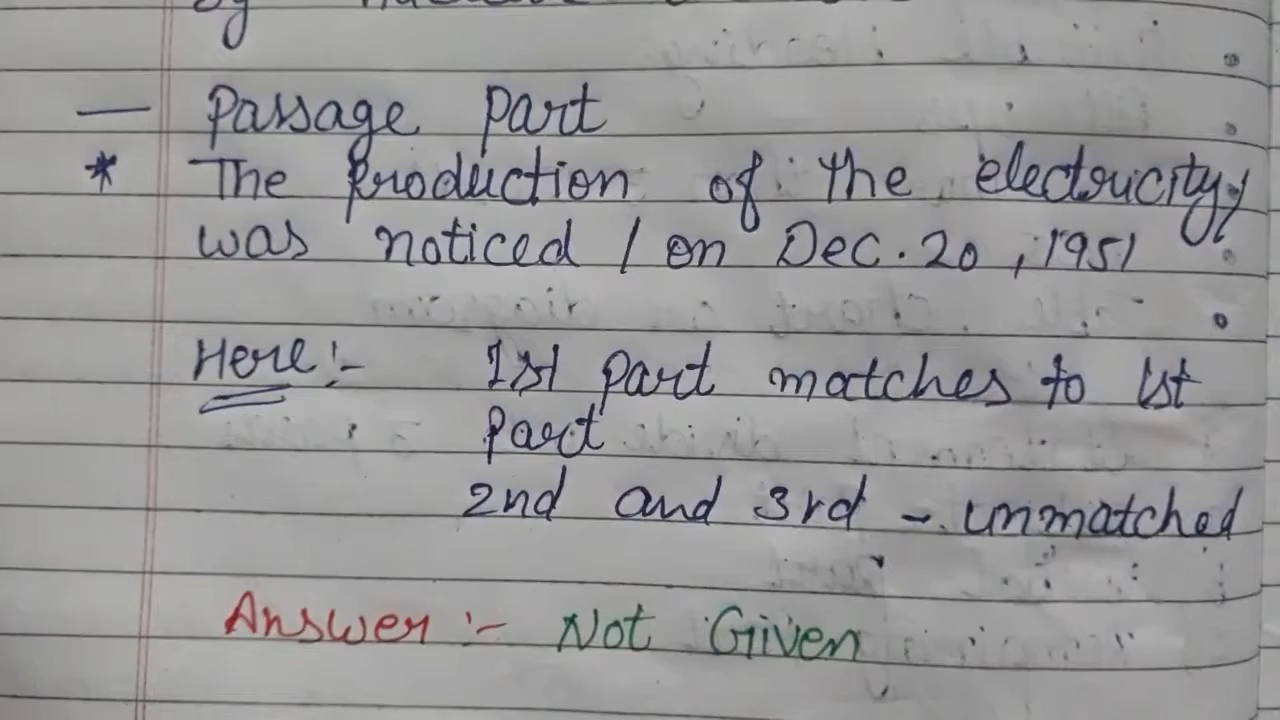 by
— Passage Part
* The Production of the electricity,
was noticed / on Dec. 20, 1951
Here:- 1st part matches to 1st
Part
2nd and 3rd - unmatched
Answer:- Not Given